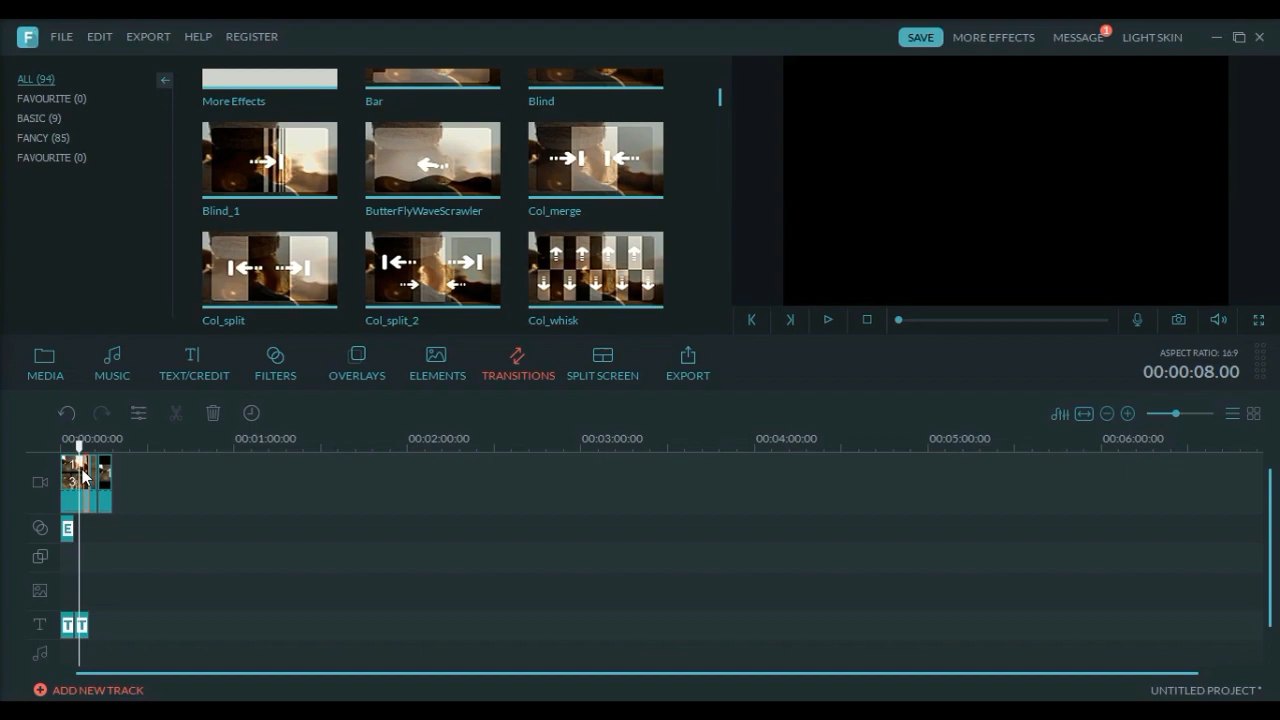 F FILE EDIT EXPORT HELP REGISTER SAVE MORE EFFECTS MESSAGE 1 LIGHT SKIN
ALL (94)
FAVOURITE (0)
BASIC (9)
FANCY (85)
FAVOURITE (0)
More Effects Bar Blind
Blind_1 ButterFlyWaveScrawler Col_merge
Col_split Col_split_2 Col_whisk
MEDIA MUSIC TEXT/CREDIT FILTERS OVERLAYS ELEMENTS TRANSITIONS SPLIT SCREEN EXPORT
ASPECT RATIO: 16:9
00:00:08.00
00:00:00:00 00:01:00:00 00:02:00:00 00:03:00:00 00:04:00:00 00:05:00:00 00:06:00:00
3
E
T T
ADD NEW TRACK
UNTITLED PROJECT*